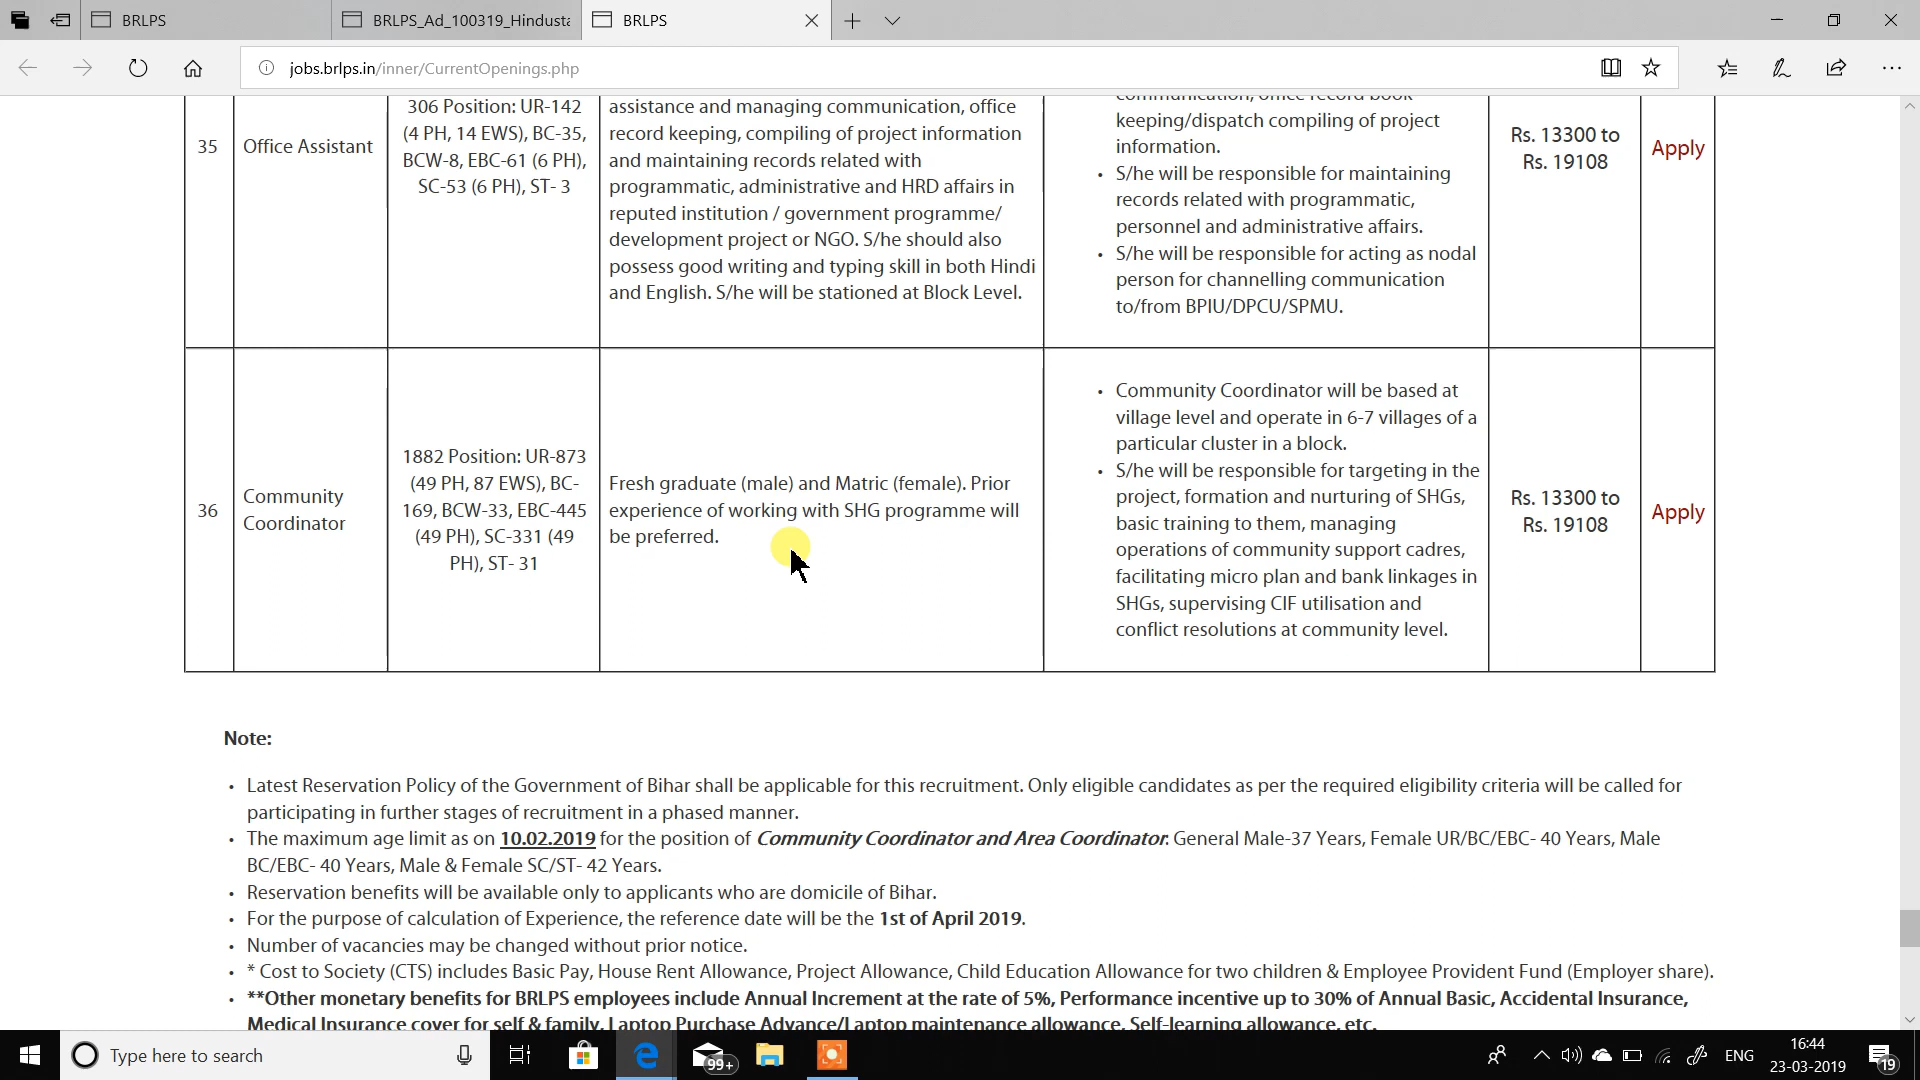 BRLPS
BRLPS_Ad_100319_Hindusta
BRLPS
jobs.brlps.in/inner/CurrentOpenings.php
35
Office Assistant
306 Position: UR-142
(4 PH, 14 EWS), BC-35,
BCW-8, EBC-61 (6 PH),
SC-53 (6 PH), ST- 3
assistance and managing communication, office
record keeping, compiling of project information
and maintaining records related with
programmatic, administrative and HRD affairs in
reputed institution / government programme/
development project or NGO. S/he should also
possess good writing and typing skill in both Hindi
and English. S/he will be stationed at Block Level.
communication, office record book
keeping/dispatch compiling of project
information.
• S/he will be responsible for maintaining
records related with programmatic,
personnel and administrative affairs.
• S/he will be responsible for acting as nodal
person for channelling communication
to/from BPIU/DPCU/SPMU.
Rs. 13300 to
Rs. 19108
Apply
36
Community
Coordinator
1882 Position: UR-873
(49 PH, 87 EWS), BC-
169, BCW-33, EBC-445
(49 PH), SC-331 (49
PH), ST- 31
Fresh graduate (male) and Matric (female). Prior
experience of working with SHG programme will
be preferred.
• Community Coordinator will be based at
village level and operate in 6-7 villages of a
particular cluster in a block.
• S/he will be responsible for targeting in the
project, formation and nurturing of SHGs,
basic training to them, managing
operations of community support cadres,
facilitating micro plan and bank linkages in
SHGs, supervising CIF utilisation and
conflict resolutions at community level.
Rs. 13300 to
Rs. 19108
Apply
Note:
• Latest Reservation Policy of the Government of Bihar shall be applicable for this recruitment. Only eligible candidates as per the required eligibility criteria will be called for
participating in further stages of recruitment in a phased manner.
• The maximum age limit as on 10.02.2019 for the position of Community Coordinator and Area Coordinator: General Male-37 Years, Female UR/BC/EBC- 40 Years, Male
BC/EBC- 40 Years, Male & Female SC/ST- 42 Years.
• Reservation benefits will be available only to applicants who are domicile of Bihar.
• For the purpose of calculation of Experience, the reference date will be the 1st of April 2019.
• Number of vacancies may be changed without prior notice.
• * Cost to Society (CTS) includes Basic Pay, House Rent Allowance, Project Allowance, Child Education Allowance for two children & Employee Provident Fund (Employer share).
• **Other monetary benefits for BRLPS employees include Annual Increment at the rate of 5%, Performance incentive up to 30% of Annual Basic, Accidental Insurance,
Medical Insurance cover for self & family, Laptop Purchase Advance/Laptop maintenance allowance, Self-learning allowance, etc.
Type here to search
99+
ENG
16:44
23-03-2019
19